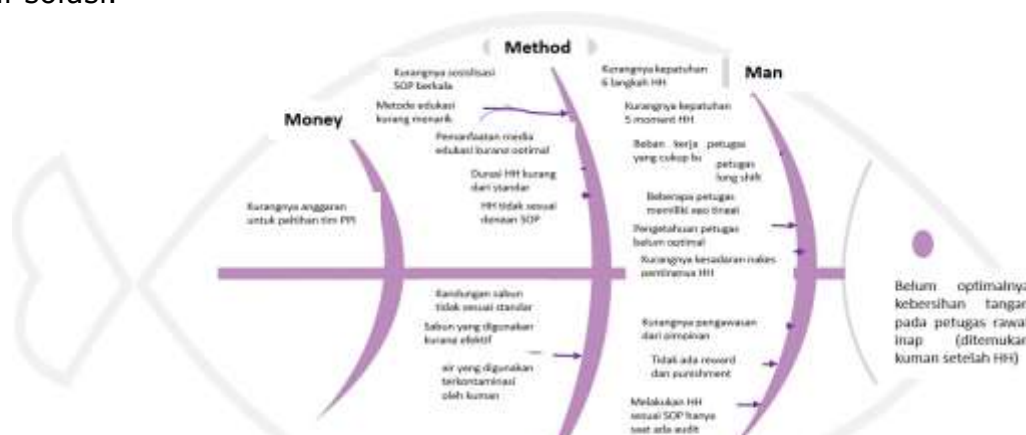 solusi.
Method
Kurangnya sosialisasi
SOP berkala
Metode edukasi
kurang menarik
Pemanfaatan media
edukasi kurang optimal
Durasi HH kurang
dari standar
HH tidak sesuai
dengan SOP
Man
Kurangnya kepatuhan
6 langkah HH
Kurangnya kepatuhan
5 moment HH
Beban kerja petugas
yang cukup
petugas
long shift
Beberapa petugas
memiliki ego tinggi
Pengetahuan petugas
belum optimal
Kurangnya kesadaran nakes
pentingnya HH
Money
Kurangnya anggaran
untuk tim PPI
Kandungan sabun
tidak sesuai standar
Sabun yang digunakan
kurang efektif
air yang digunakan
terkontaminasi
oleh kuman
Kurangnya pengawasan
dari pimpinan
Tidak ada reward
dan punishment
Melakukan HH
sesuai SOP hanya
saat ada audit
Belum optimalnya
kebersihan tangan
pada petugas rawat
inap (ditemukan
kuman setelah HH)